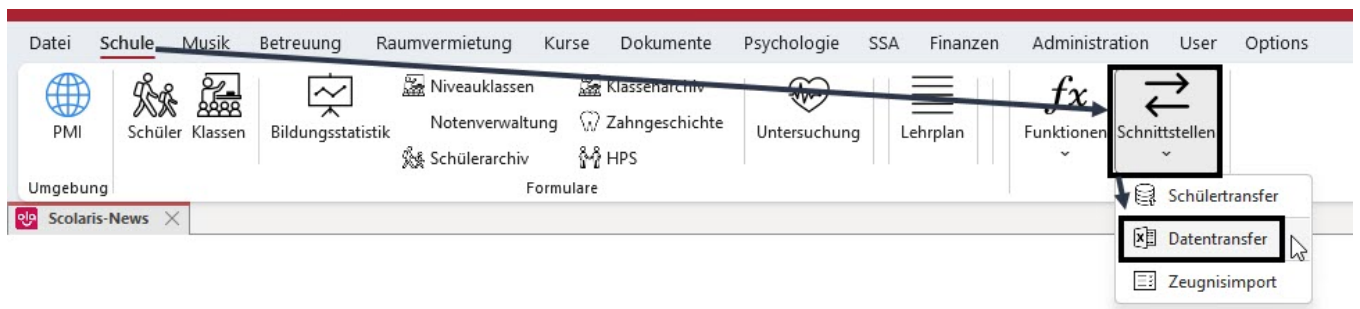 Datei Schule Musik Betreuung Raumvermietung Kurse Dokumente Psychologie SSA Finanzen Administration User Options
Niveauklassen Klassenarchiv
PMI Schüler Klassen Bildungsstatistik Notenverwaltung Zahngeschichte Untersuchung Lehrplan Funktionen Schnittstellen
Schülerarchiv HPS
Umgebung Formulare
Schülertransfer
Scolaris-News
Datentransfer
Zeugnisimport